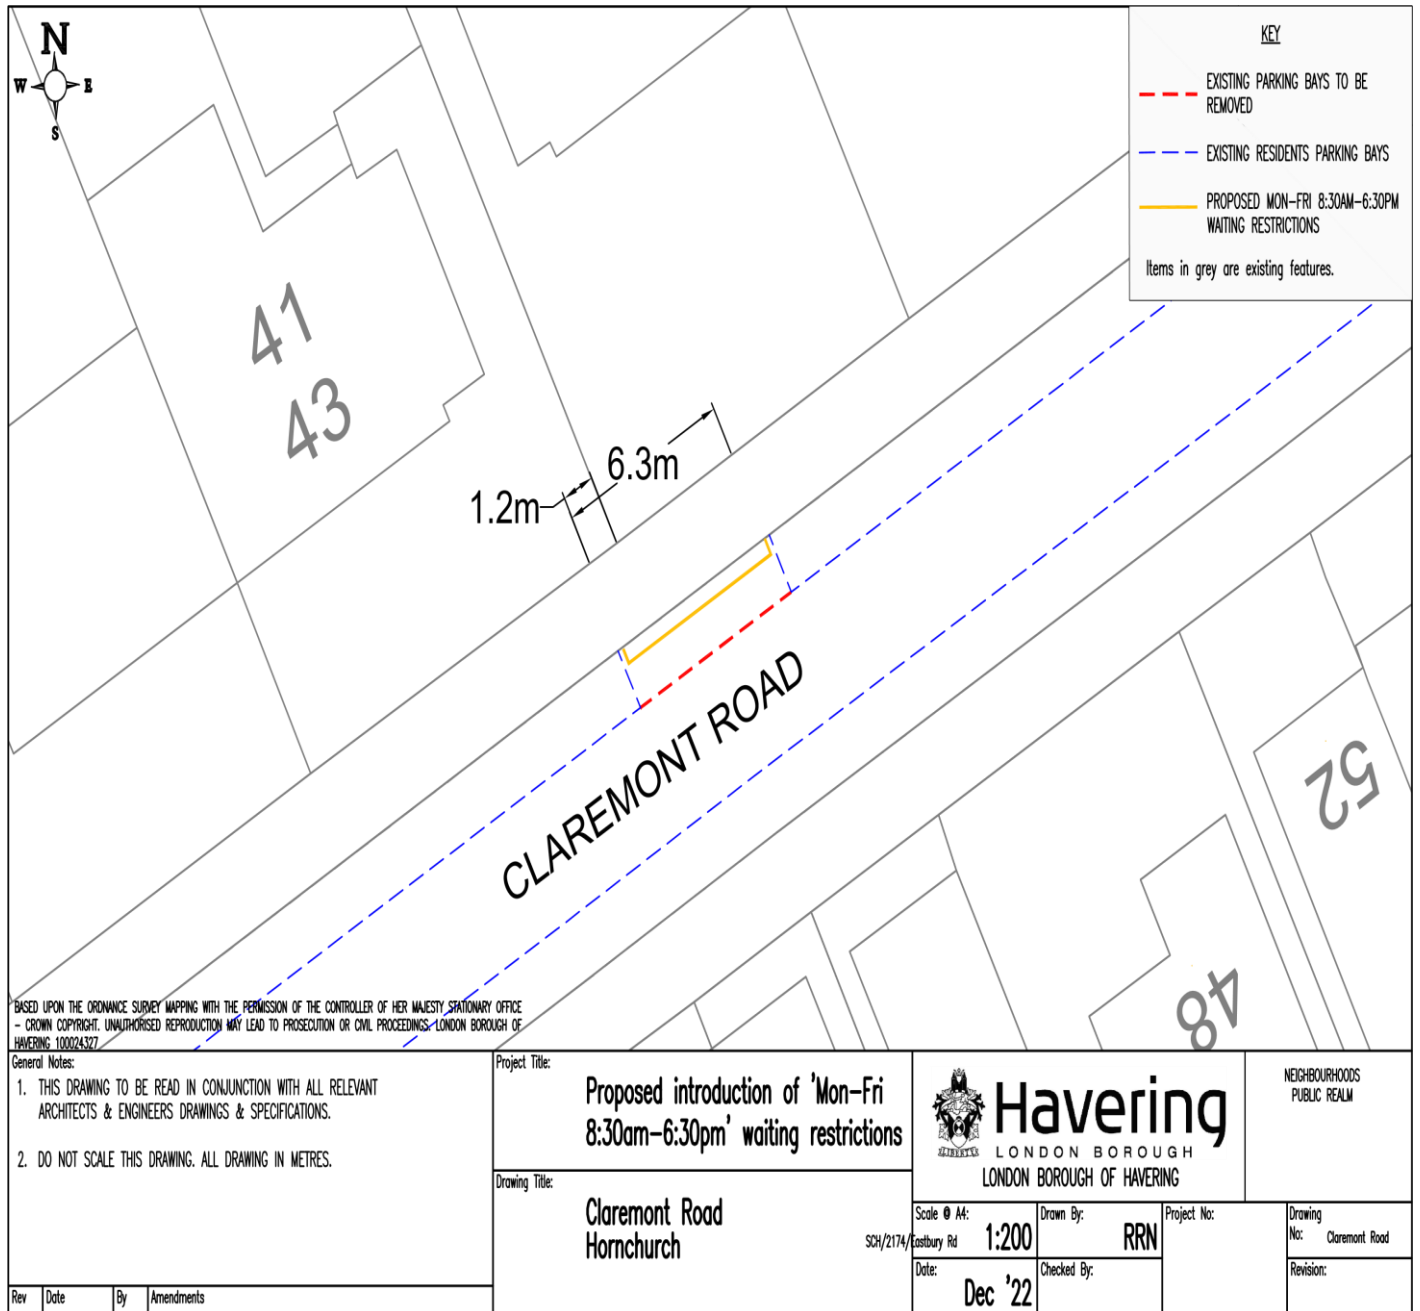 N
W
E
S
KEY
EXISTING PARKING BAYS TO BE
REMOVED
EXISTING RESIDENTS PARKING BAYS
PROPOSED MON-FRI 8:30AM-6:30PM
WAITING RESTRICTIONS
Items in grey are existing features.
41
43
6.3m
1.2m
CLAREMONT ROAD
52
48
BASED UPON THE ORDNANCE SURVEY MAPPING WITH THE PERMISSION OF THE CONTROLLER OF HER MAJESTY STATIONARY OFFICE
- CROWN COPYRIGHT. UNAUTHORISED REPRODUCTION MAY LEAD TO PROSECUTION OR CIVIL PROCEEDINGS. LONDON BOROUGH OF
HAVERING 100024327
General Notes:
1. THIS DRAWING TO BE READ IN CONJUNCTION WITH ALL RELEVANT
ARCHITECTS & ENGINEERS DRAWINGS & SPECIFICATIONS.
2. DO NOT SCALE THIS DRAWING. ALL DRAWING IN METRES.
Rev Date By Amendments
Project Title:
Proposed introduction of 'Mon-Fri
8:30am-6:30pm' waiting restrictions
Drawing Title:
Claremont Road
Hornchurch
SCH/2174/Eastbury Rd
LIBERTY
Havering
LONDON BOROUGH
LONDON BOROUGH OF HAVERING
NEIGHBOURHOODS
PUBLIC REALM
Scale @ A4:
1:200
Drawn By:
RRN
Project No:
Drawing
No: Claremont Road
Date:
Dec '22
Checked By:
Revision: